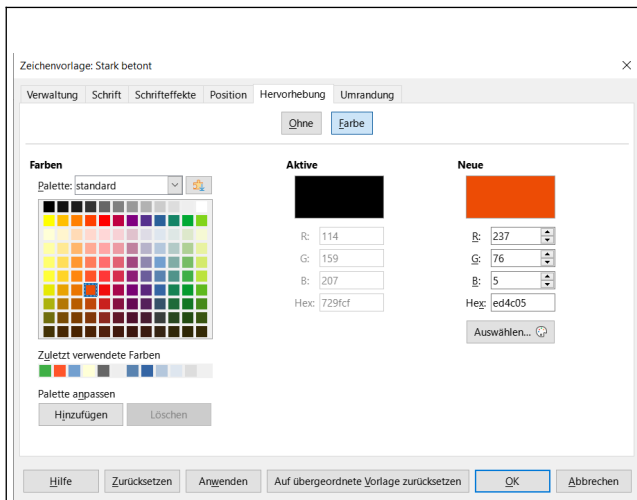 Zeichenvorlage: Stark betont
Verwaltung Schrift Schrifteffekte Position Hervorhebung Umrandung
Ohne Farbe
Farben Aktive Neue
Palette: standard
R: 114 R: 237
G: 159 G: 76
B: 207 B: 5
Hex: 729fcf Hex: ed4c05
Auswählen...
Zuletzt verwendete Farben
Palette anpassen
Hinzufügen Löschen
Hilfe Zurücksetzen Anwenden Auf übergeordnete Vorlage zurücksetzen OK Abbrechen